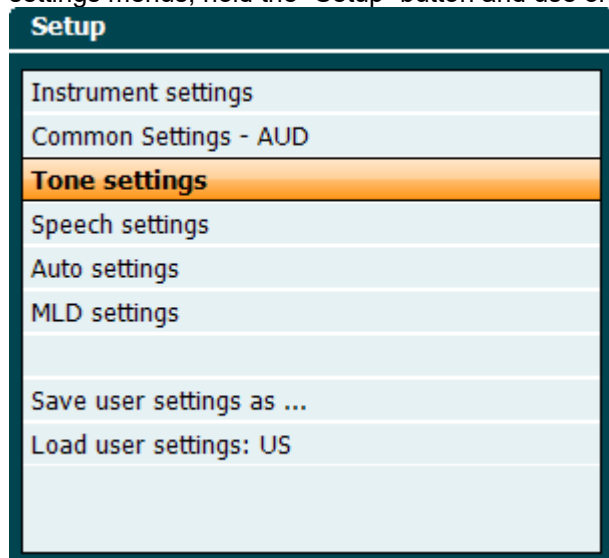 settings menus, hold the "Setup" button and use o
Setup
Instrument settings
Common Settings - AUD
Tone settings
Speech settings
Auto settings
MLD settings
Save user settings as ...
Load user settings: US